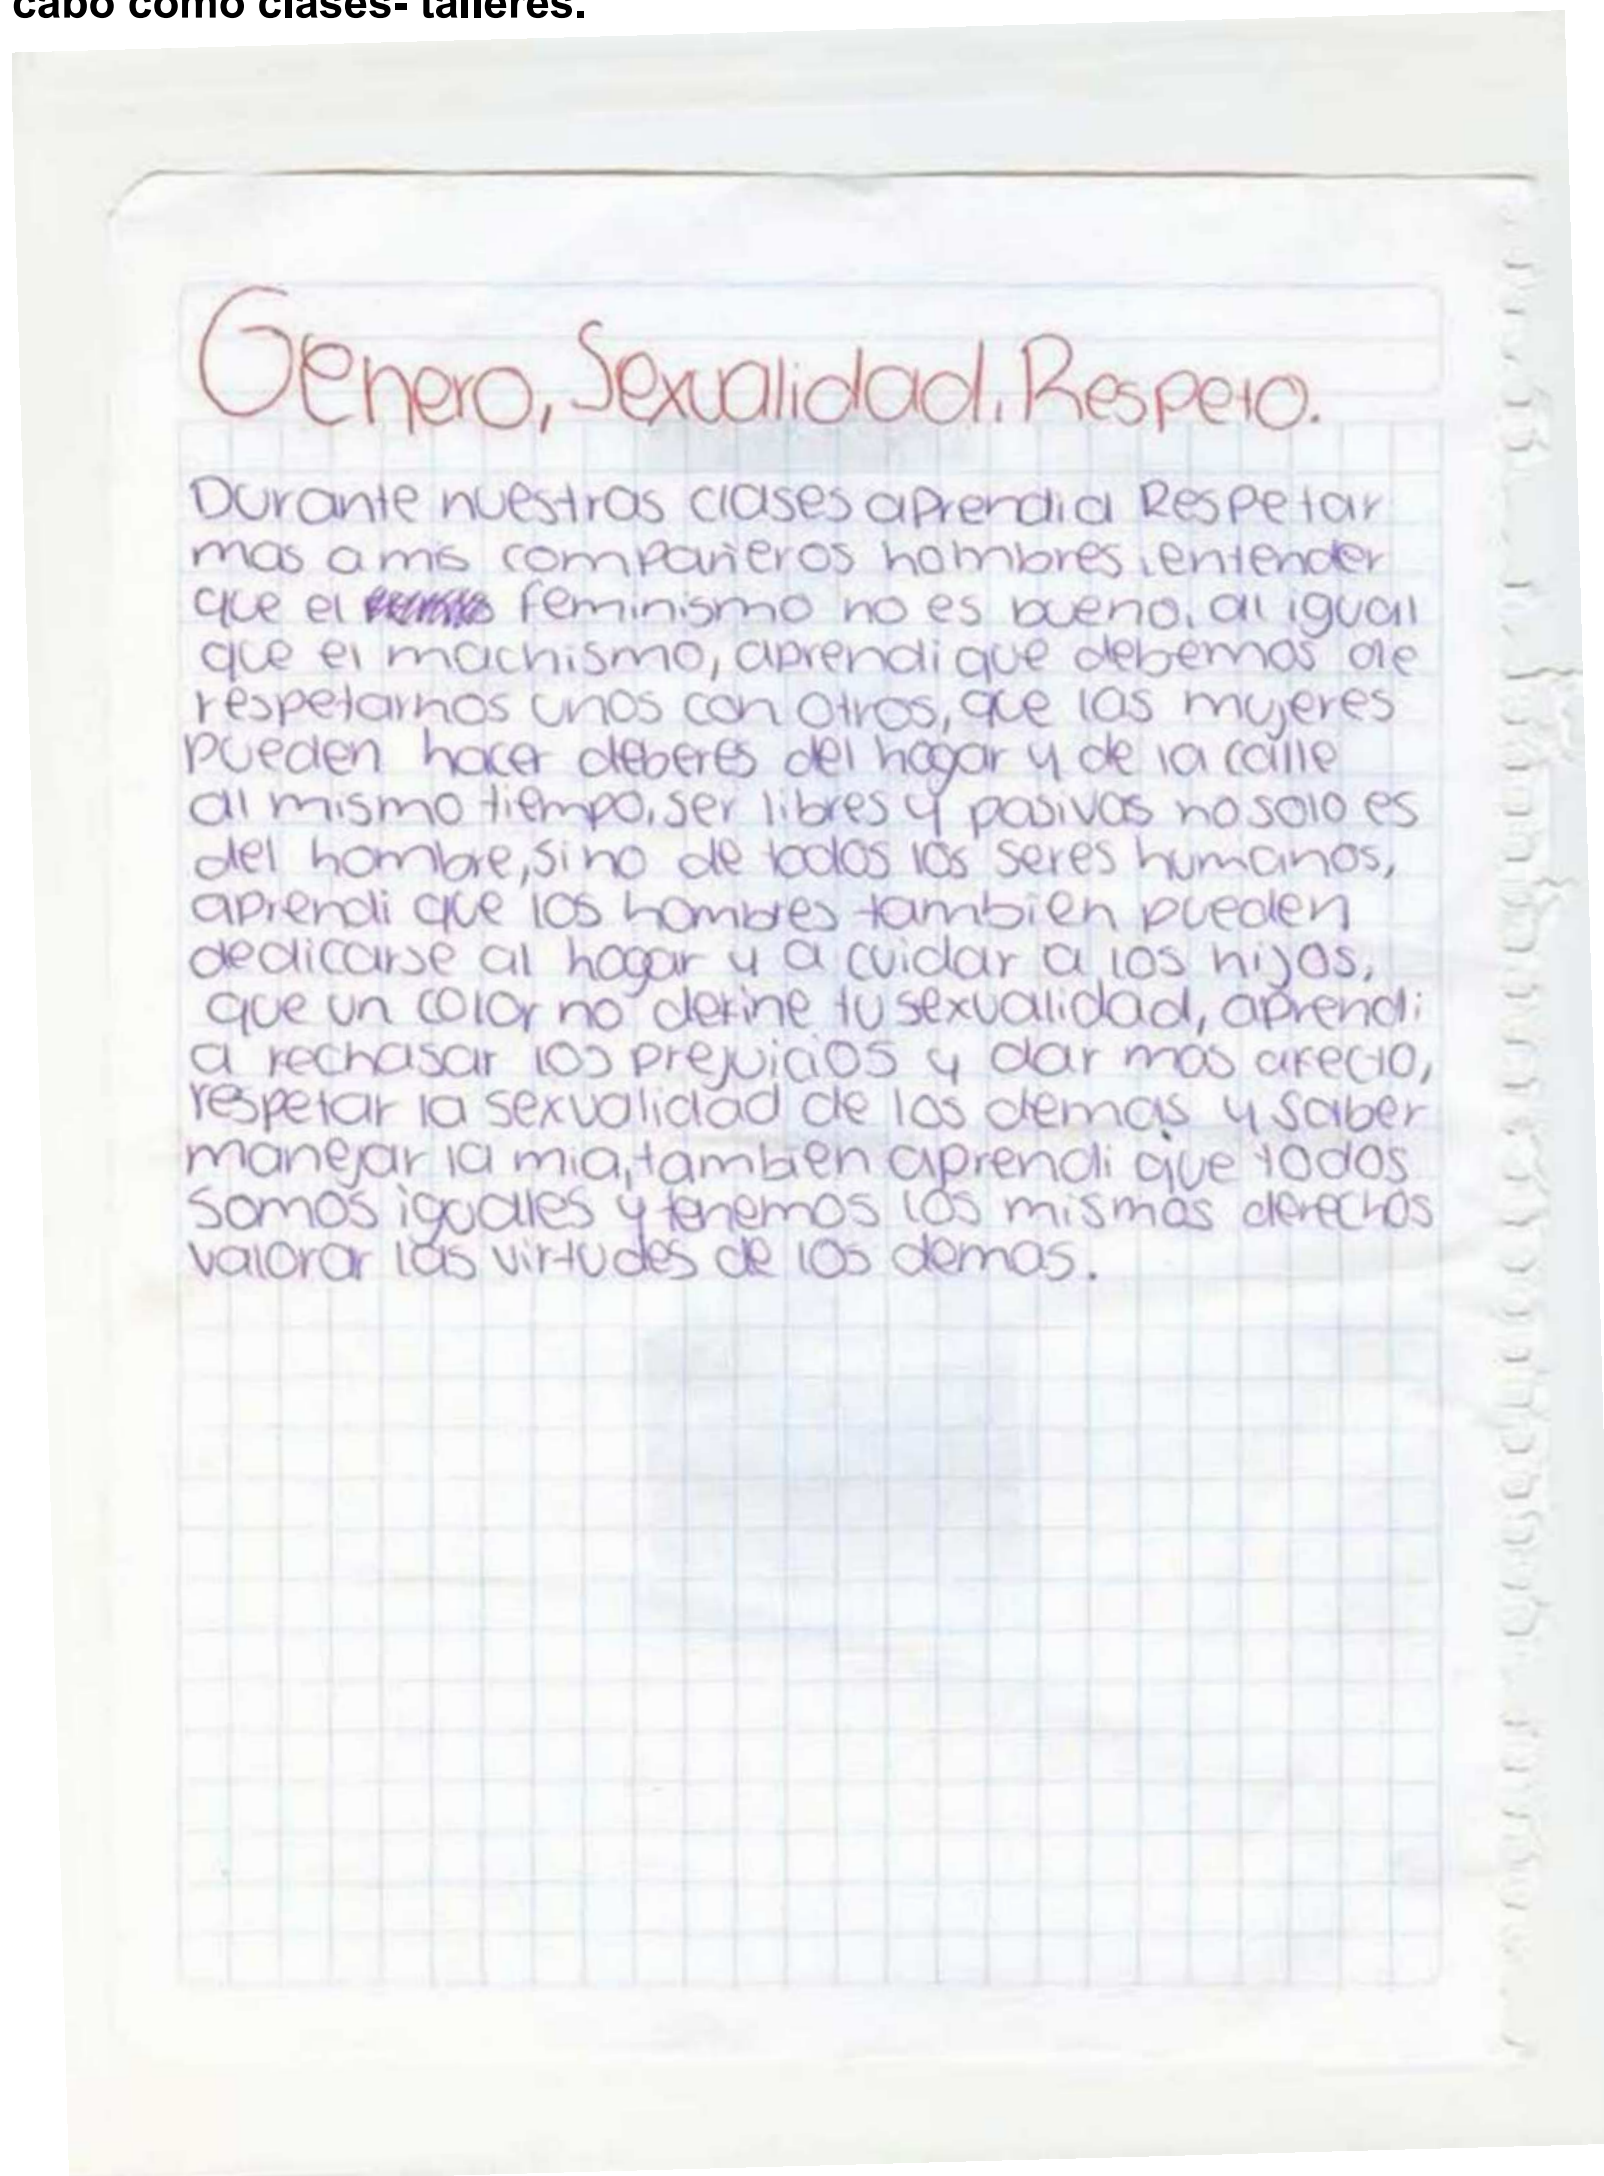 cabo como clases- talleres.
Genero, Sexualidad, Respeto.
Durante nuestras clases aprendi a Respetar
mas a mis compañeros hombres, entender
que el feminismo no es bueno, al igual
que el machismo, aprendi que debemos de
respetarnos unos con otros, que las mujeres
pueden hacer deberes del hogar y de la calle
al mismo tiempo, ser libres y pasivas no solo es
del hombre, sino de todos los seres humanos,
aprendi que los hombres tambien pueden
dedicarse al hogar y a cuidar a los hijos,
que un color no define tu sexualidad, aprendi
a rechasar los prejuicios y dar mas afecto,
respetar la sexualidad de los demas y saber
manejar la mia, tambien aprendi que todos
somos iguales y tenemos los mismos derechos
valorar las virtudes de los demas.